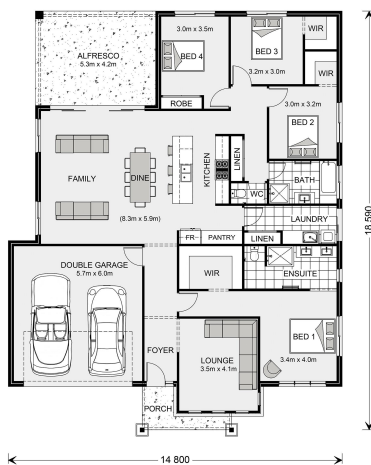 3.0m x 3.5m
BED 4
BED 3
WIR
ALFRESCO
5.3m x 4.2m
3.2m x 3.0m
WIR
ROBE
3.0m x 3.2m
BED 2
FAMILY
DINE
KITCHEN
LINEN
BATH
WC
(8.3m x 5.9m)
LAUNDRY
FR
PANTRY
LINEN
DOUBLE GARAGE
5.7m x 6.0m
WIR
ENSUITE
BED 1
3.4m x 4.0m
FOYER
LOUNGE
3.5m x 4.1m
PORCH
14 800
18 590